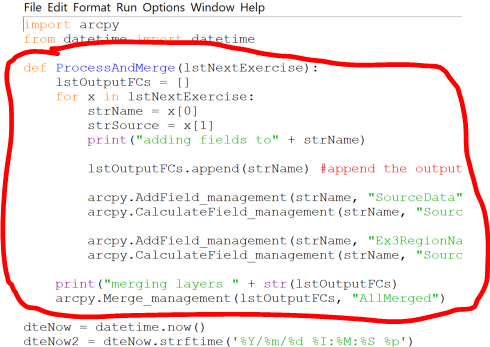 File Edit Format Run Options Window Help
import arcpy
from datetime import datetime
def ProcessAndMerge(lstNextExercise):
lstOutputFCs = []
for x in lstNextExercise:
strName = x[0]
strSource = x[1]
print("adding fields to" + strName)
lstOutputFCs.append(strName) #append the output
arcpy.AddField_management(strName, "SourceData"
arcpy.CalculateField_management(strName, "Sourc
arcpy.AddField_management(strName, "Ex3RegionNa
arcpy.CalculateField_management(strName, "Sourc
print("merging layers " + str(lstOutputFCs)
arcpy.Merge_management(lstOutputFCs, "AllMerged")
dteNow = datetime.now()
dteNow2 = dteNow.strftime('%Y/%m/%d %I:%M:%S %p')